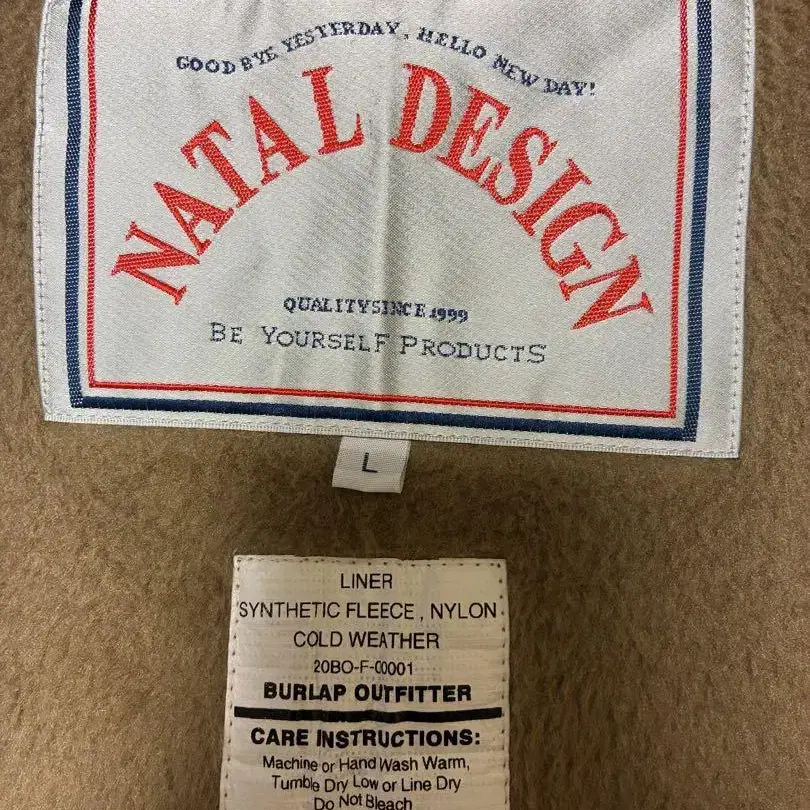 GOOD BYE YESTERDAY, HELLO NEW DAY!
NATAL DESIGN
QUALITY SINCE 1999
BE YOURSELF PRODUCTS
L
LINER
SYNTHETIC FLEECE, NYLON
COLD WEATHER
20BO-F-00001
BURLAP OUTFITTER
CARE INSTRUCTIONS:
Machine or Hand Wash Warm,
Tumble Dry Low or Line Dry
Do Not Bleach